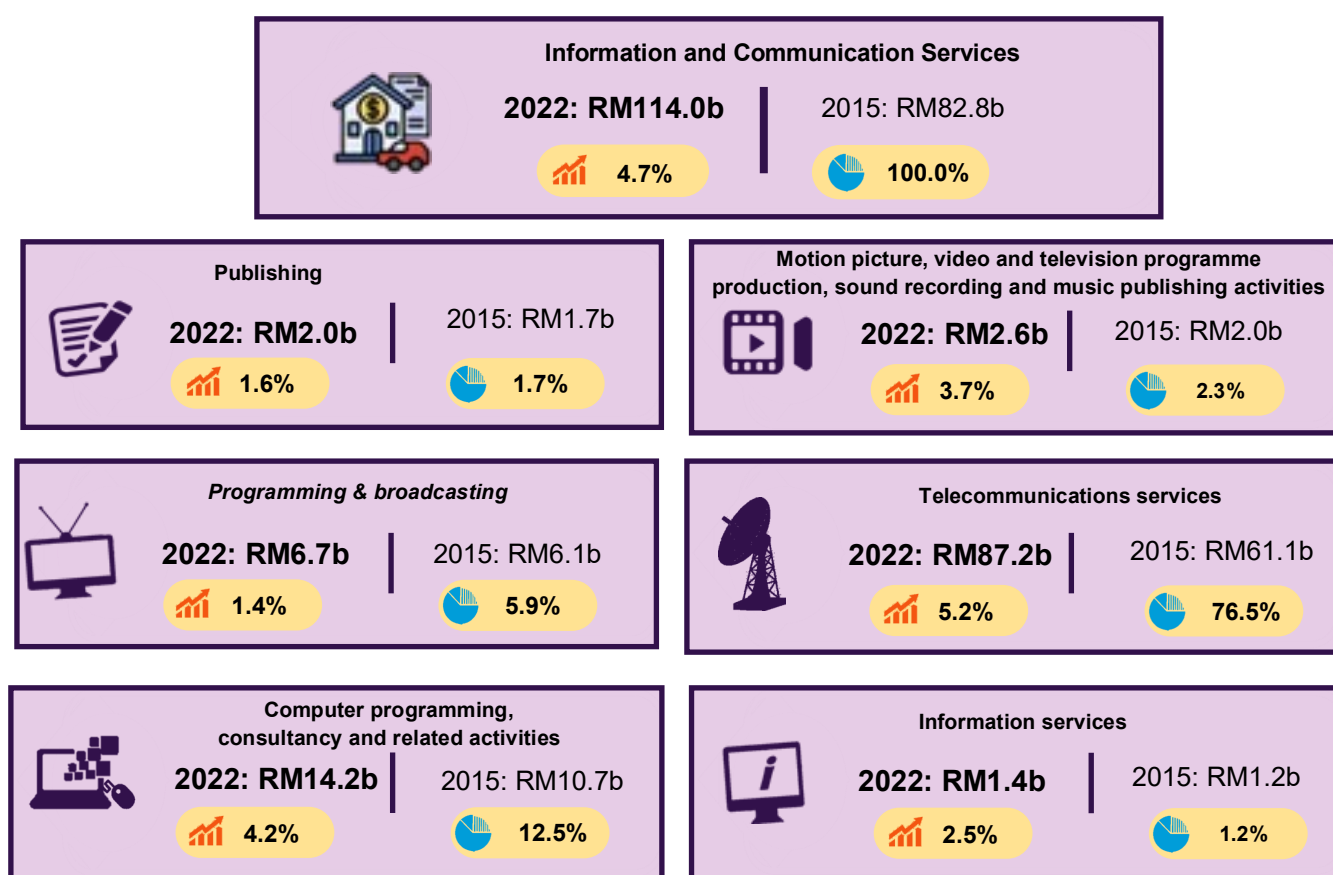 Information and Communication Services
2022: RM114.0b
2015: RM82.8b
4.7%
100.0%
Publishing
2022: RM2.0b
2015: RM1.7b
1.6%
1.7%
Motion picture, video and television programme
production, sound recording and music publishing activities
2022: RM2.6b
2015: RM2.0b
3.7%
2.3%
Programming & broadcasting
2022: RM6.7b
2015: RM6.1b
1.4%
5.9%
Telecommunications services
2022: RM87.2b
2015: RM61.1b
5.2%
76.5%
Computer programming,
consultancy and related activities
2022: RM14.2b
2015: RM10.7b
4.2%
12.5%
Information services
2022: RM1.4b
2015: RM1.2b
2.5%
1.2%